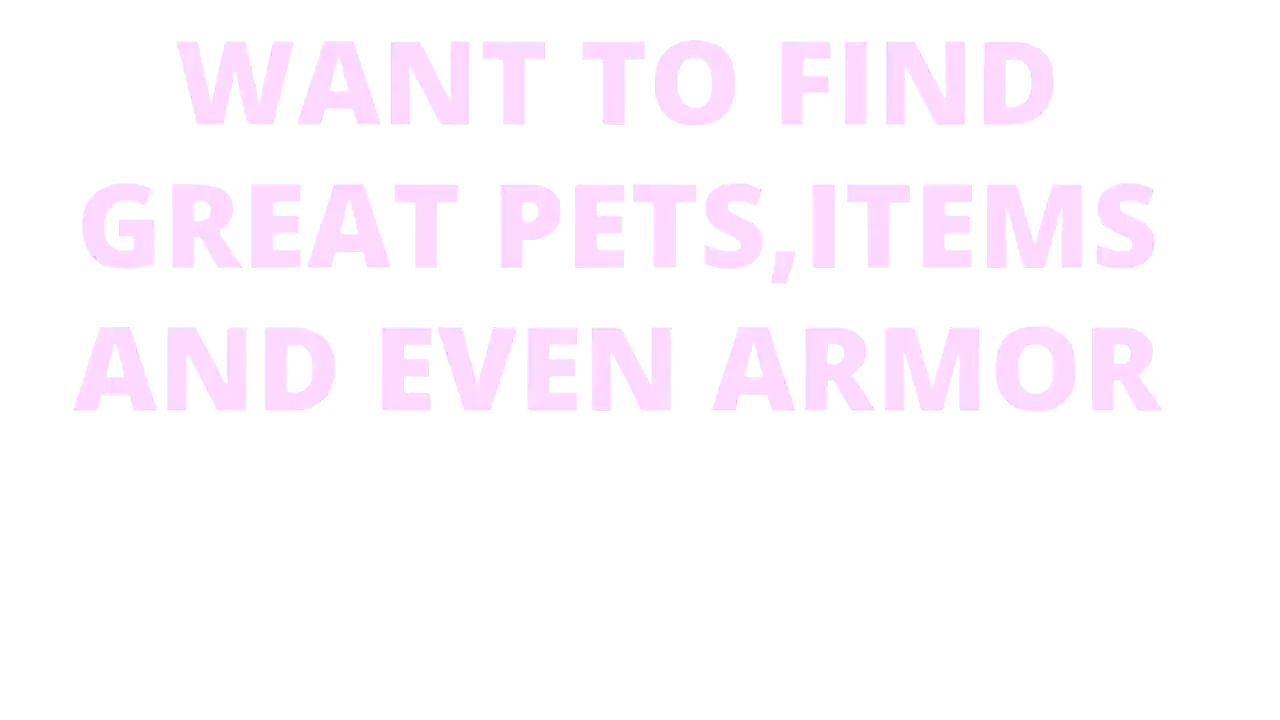 WANT TO FIND
GREAT PETS,ITEMS
AND EVEN ARMOR